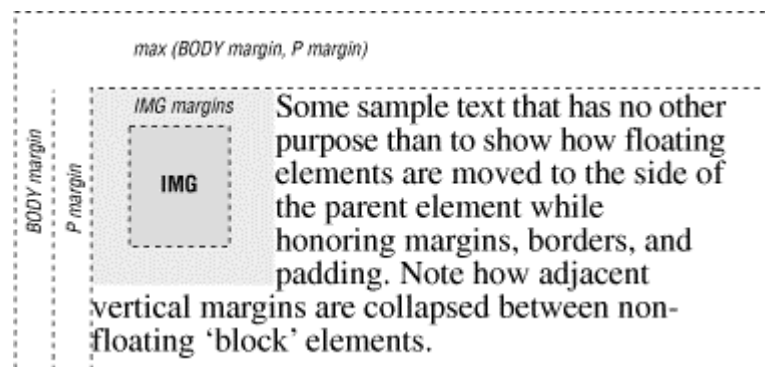 max (BODY margin, P margin)
BODY margin
P margin
IMG margins
IMG
Some sample text that has no other
purpose than to show how floating
elements are moved to the side of
the parent element while
honoring margins, borders, and
padding. Note how adjacent
vertical margins are collapsed between non-
floating ‘block’ elements.